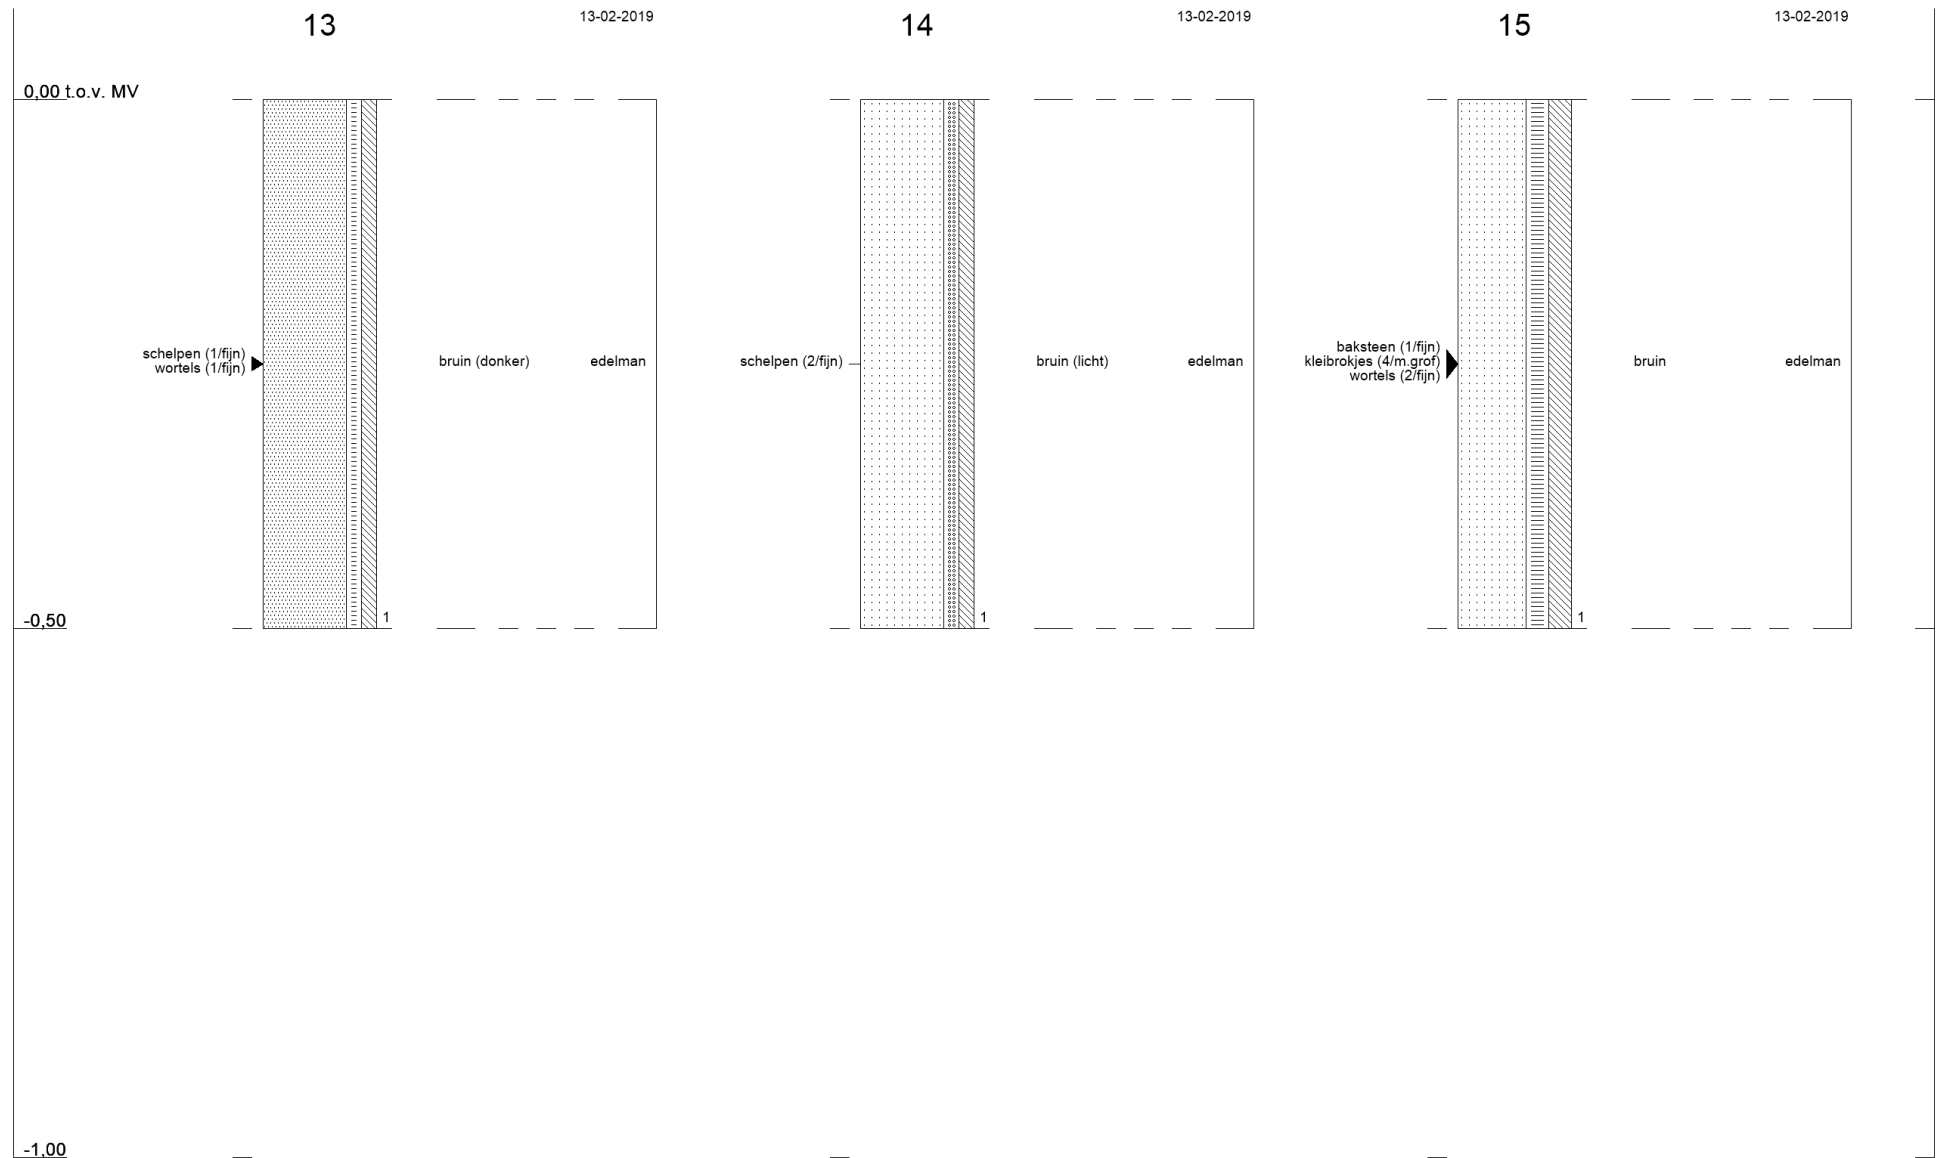 13
13-02-2019
14
13-02-2019
15
13-02-2019
0,00 t.o.v. MV
schelpen (1/fijn)
wortels (1/fijn)
bruin (donker)
edelman
schelpen (2/fijn)
bruin (licht)
edelman
baksteen (1/fijn)
kleibrokjes (4/m.grof)
wortels (2/fijn)
bruin
edelman
-0,50
1
1
1
-1,00